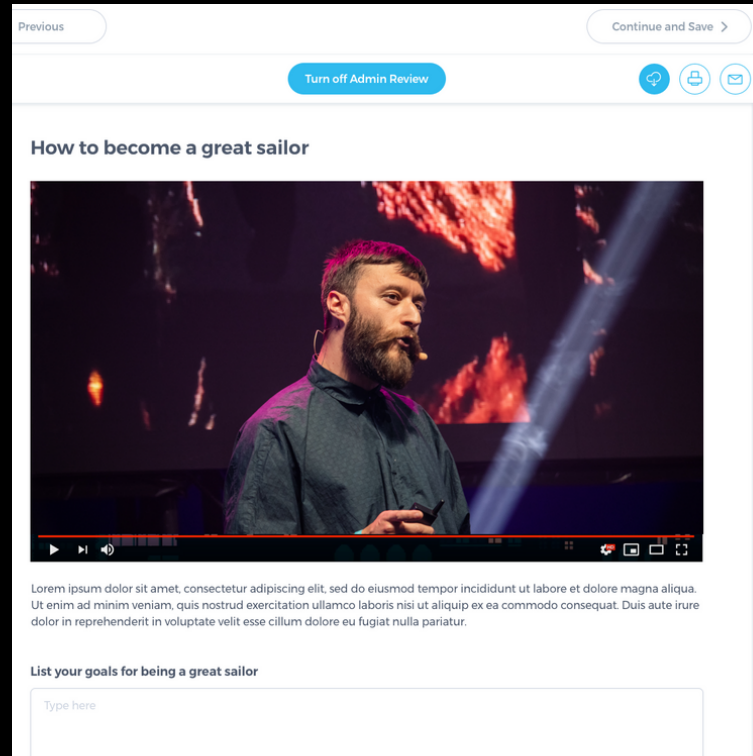 Previous
Continue and Save
Turn off Admin Review
How to become a great sailor
Lorem ipsum dolor sit amet, consectetur adipiscing elit, sed do eiusmod tempor incididunt ut labore et dolore magna aliqua.
Ut enim ad minim veniam, quis nostrud exercitation ullamco laboris nisi ut aliquip ex ea commodo consequat. Duis aute irure
dolor in reprehenderit in voluptate velit esse cillum dolore eu fugiat nulla pariatur.
List your goals for being a great sailor
Type here